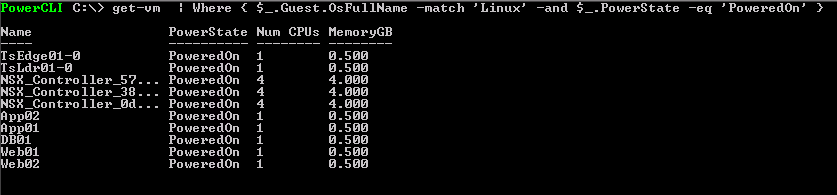 PowerCLI C:\> get-vm | Where { $_.Guest.OsFullName -match 'Linux' -and $_.PowerState -eq 'PoweredOn' }
Name PowerState Num CPUs MemoryGB
---- ---------- -------- --------
TsEdge01-0 PoweredOn 1 0.500
TsLdr01-0 PoweredOn 1 0.500
NSX_Controller_57... PoweredOn 4 4.000
NSX_Controller_38... PoweredOn 4 4.000
NSX_Controller_0d... PoweredOn 4 4.000
App02 PoweredOn 1 0.500
App01 PoweredOn 1 0.500
DB01 PoweredOn 1 0.500
Web01 PoweredOn 1 0.500
Web02 PoweredOn 1 0.500